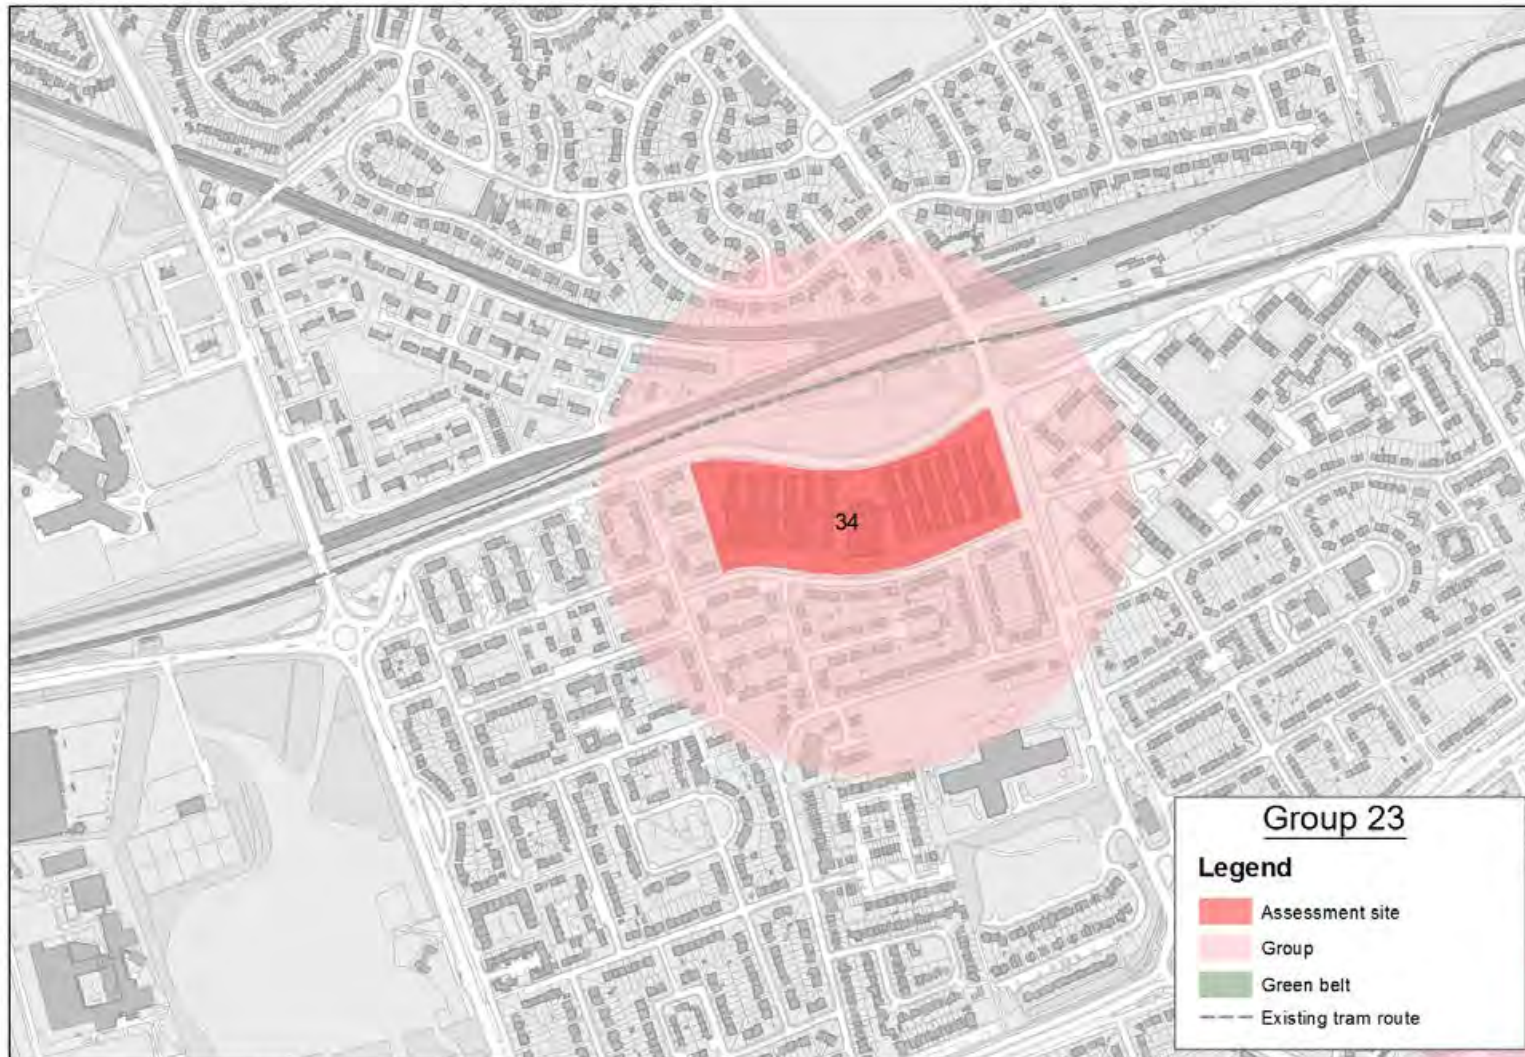 34
Group 23
Legend
Assessment site
Group
Green belt
Existing tram route